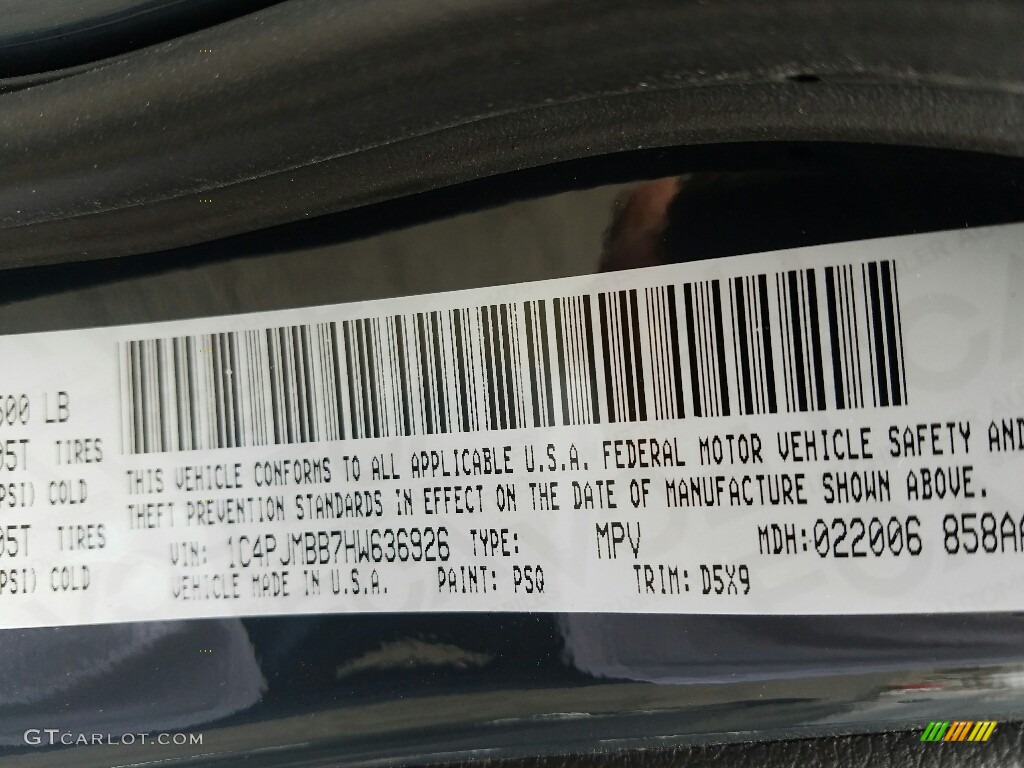 500 LB
05T TIRES
PSI) COLD
05T TIRES
PSI) COLD
THIS VEHICLE CONFORMS TO ALL APPLICABLE U.S.A. FEDERAL MOTOR VEHICLE SAFETY AND
THEFT PREVENTION STANDARDS IN EFFECT ON THE DATE OF MANUFACTURE SHOWN ABOVE.
VIN: 1C4PJMBB7HW636926 TYPE: MPV MDH:022006 858AA
VEHICLE MADE IN U.S.A. PAINT: PSQ TRIM: D5X9
GTCARLOT.COM